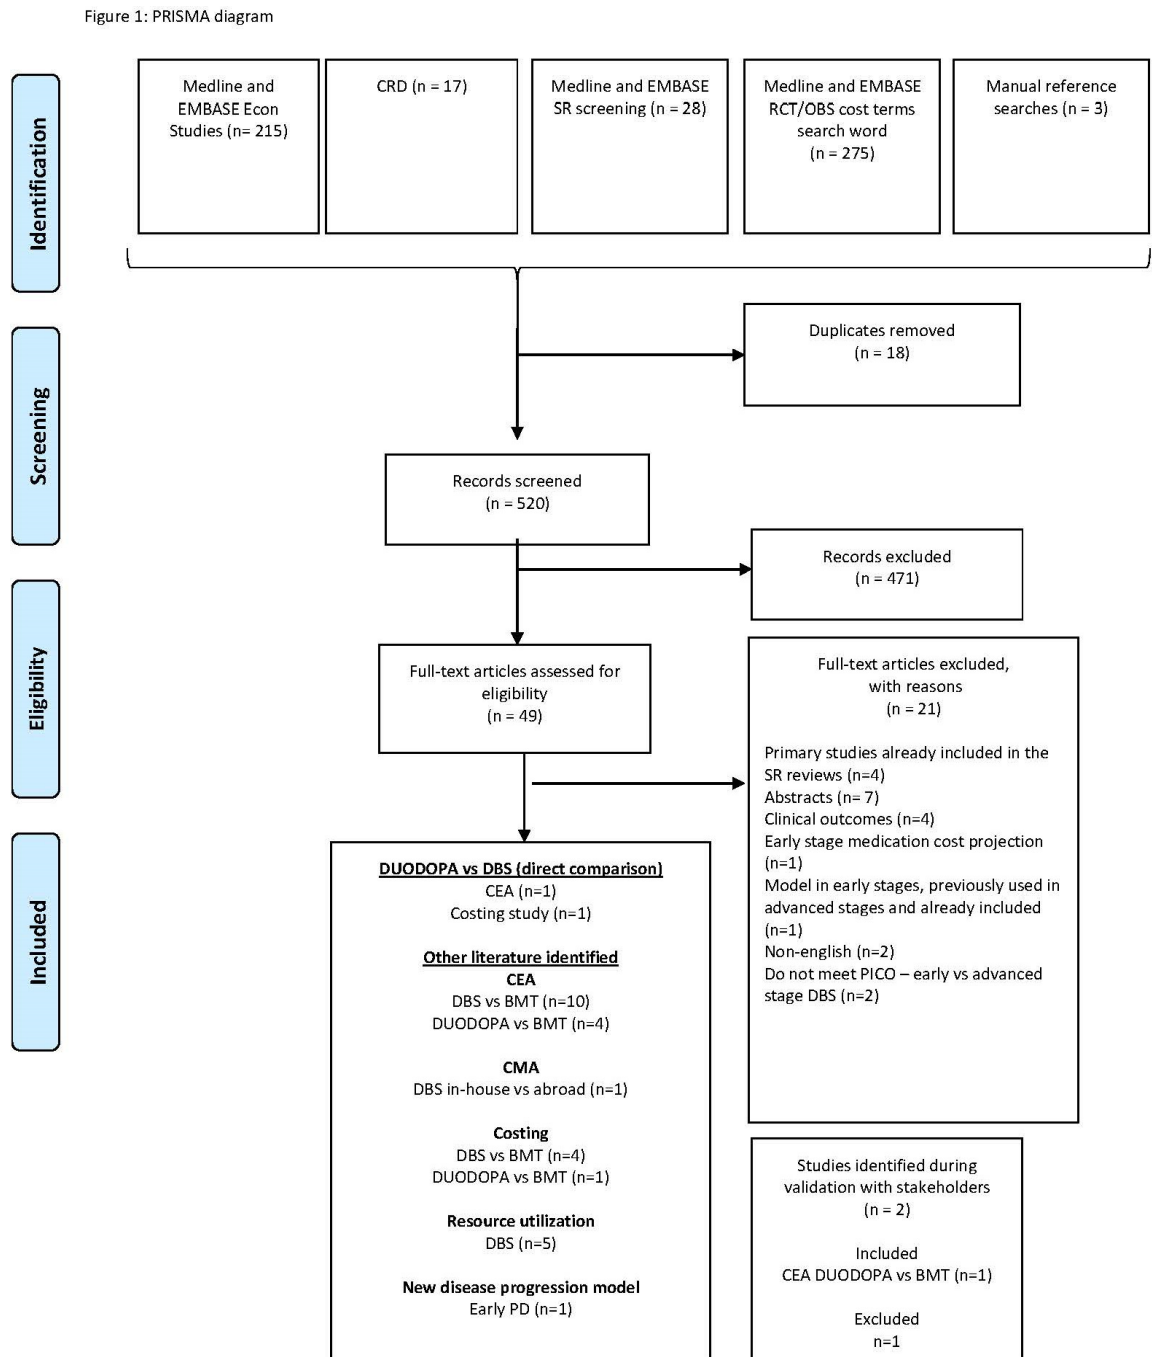 Figure 1: PRISMA diagram
Identification
Medline and
EMBASE Econ
Studies (n= 215)
CRD (n = 17)
Medline and EMBASE
SR screening (n = 28)
Medline and EMBASE
RCT/OBS cost terms
search word
(n = 275)
Manual reference
searches (n = 3)
Duplicates removed
(n = 18)
Screening
Records screened
(n = 520)
Records excluded
(n = 471)
Eligibility
Full-text articles assessed for
eligibility
(n = 49)
Full-text articles excluded,
with reasons
(n = 21)
Primary studies already included in the
SR reviews (n=4)
Abstracts (n= 7)
Clinical outcomes (n=4)
Early stage medication cost projection
(n=1)
Model in early stages, previously used in
advanced stages and already included
(n=1)
Non-english (n=2)
Do not meet PICO – early vs advanced
stage DBS (n=2)
Included
DUODOPA vs DBS (direct comparison)
CEA (n=1)
Costing study (n=1)
Other literature identified
CEA
DBS vs BMT (n=10)
DUODOPA vs BMT (n=4)
CMA
DBS in-house vs abroad (n=1)
Costing
DBS vs BMT (n=4)
DUODOPA vs BMT (n=1)
Resource utilization
DBS (n=5)
New disease progression model
Early PD (n=1)
Studies identified during
validation with stakeholders
(n = 2)
Included
CEA DUODOPA vs BMT (n=1)
Excluded
n=1